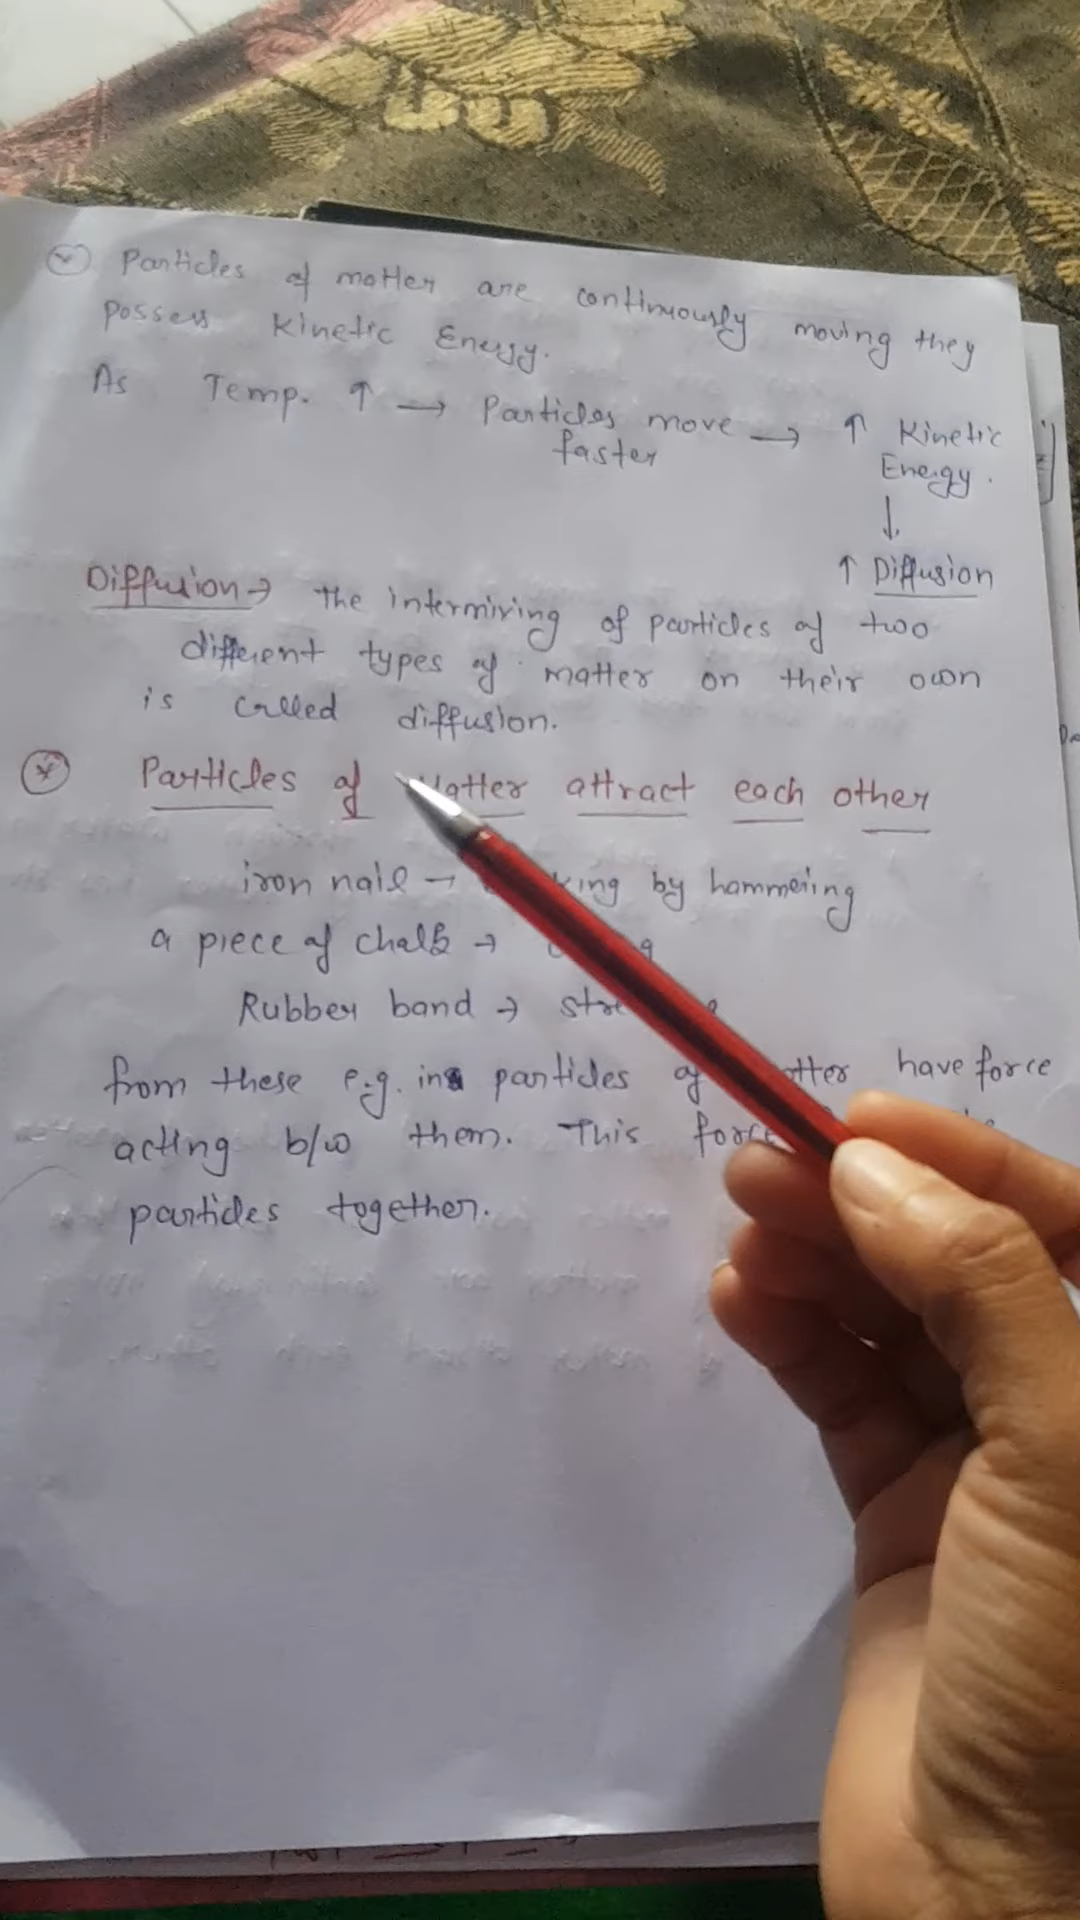 Particles of matter are continuously moving they
possess Kinetic Energy.
As Temp. ↑ → Particles move → ↑ Kinetic
faster Energy.
↓
↑ Diffusion
Diffusion → the intermixing of particles of two
different types of matter on their own
is called diffusion.
Particles of attract each other
iron nail → by hammering
a piece of chalk →
Rubber band →
from these e.g. in particles have force
acting b/w them. This
particles together.